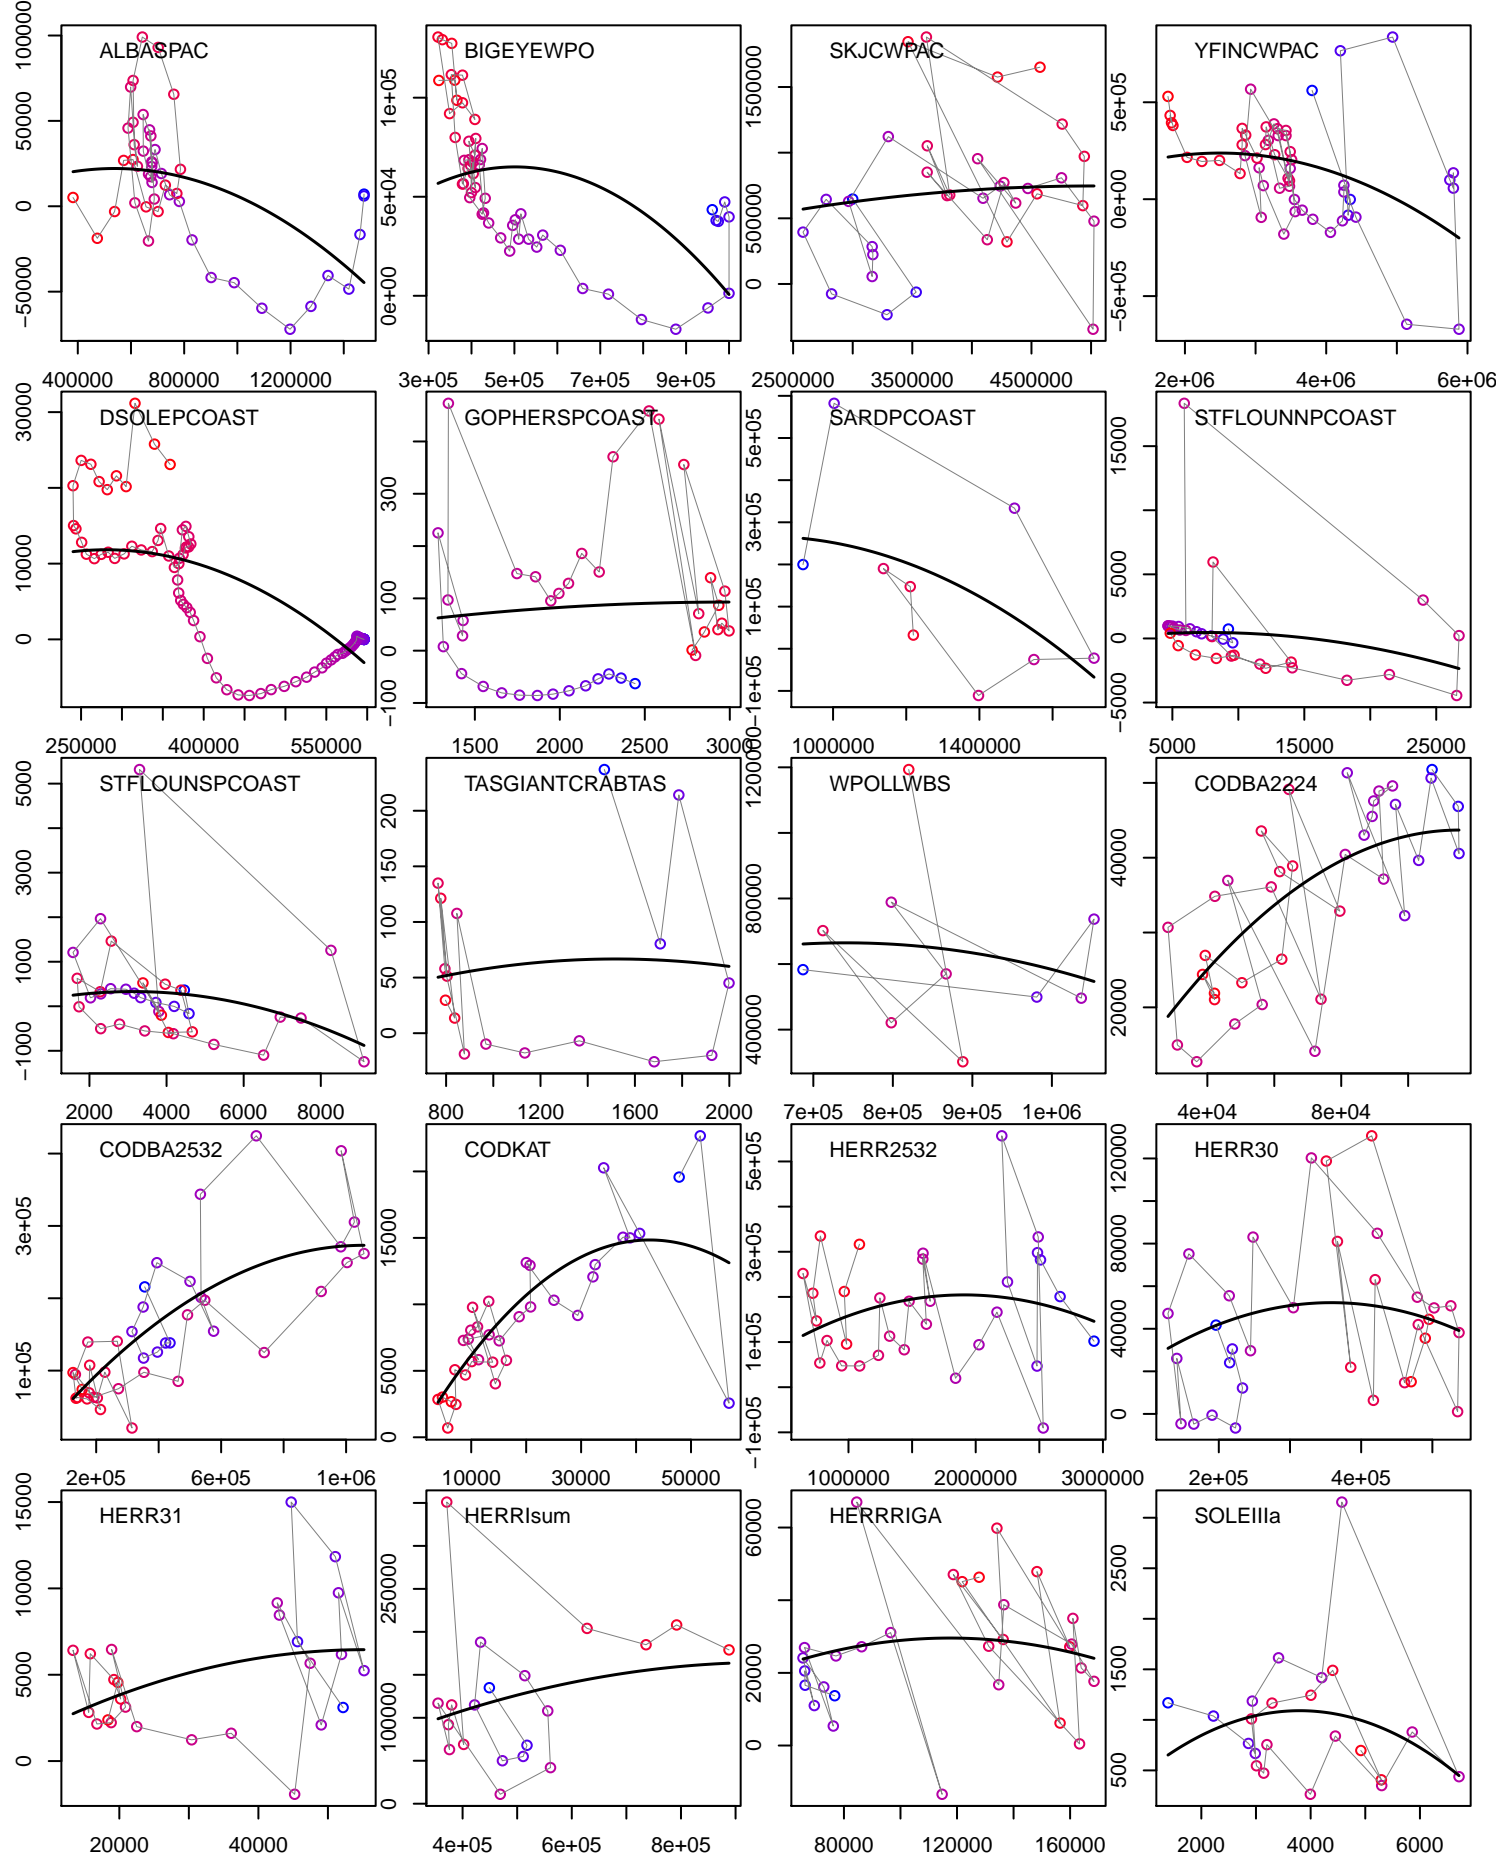 ALBASPAC
−50000 0 50000 100000
400000 800000 1200000
BIGEYEWPO
0e+00 5e+04 1e+05
3e+05 5e+05 7e+05 9e+05
SKJCWPAC
0 500000 1500000
2500000 3500000 4500000
YFINCWPAC
−5e+05 0e+00 5e+05
2e+06 4e+06 6e+06
DSOLEPCOAST
0 10000 30000
250000 400000 550000
GOPHERSPCOAST
−100 0 100 300
1500 2000 2500 3000
SARDPCOAST
−1e+05 1e+05 3e+05 5e+05
1000000 1400000
STFLOUNNPCOAST
−5000 0 5000 15000
5000 15000 25000
STFLOUNSPCOAST
−1000 1000 3000 5000
2000 4000 6000 8000
TASGIANTCRABTAS
0 50 100 150 200
800 1200 1600 2000
WPOLLWBS
400000 800000 1200000
7e+05 8e+05 9e+05 1e+06
CODBA2224
20000 40000
4e+04 8e+04
CODBA2532
1e+05 3e+05
2e+05 6e+05 1e+06
CODKAT
0 5000 15000
10000 30000 50000
HERR2532
−1e+05 1e+05 3e+05 5e+05
1000000 2000000 3000000
HERR30
0 40000 80000 120000
2e+05 4e+05
HERR31
0 5000 10000 15000
20000 40000
HERRIsum
0 100000 250000
4e+05 6e+05 8e+05
HERRRIGA
0 20000 60000
80000 120000 160000
SOLEIIIa
500 1500 2500
2000 4000 6000